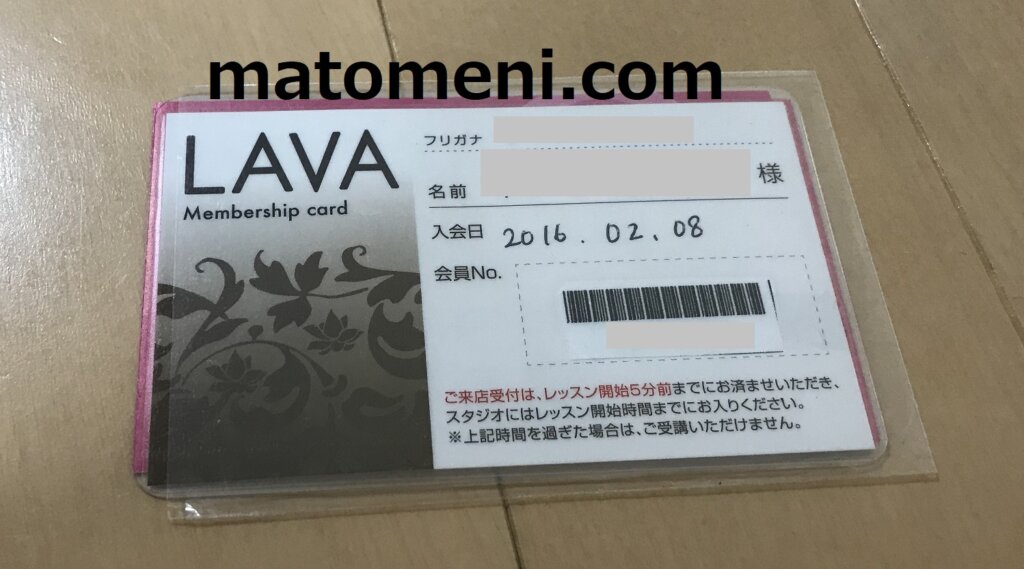 matomeni.com
LAVA
Membership card
フリガナ
名前 様
入会日 2016.02.08
会員No.
ご来店受付は、レッスン開始5分前までにお済ませいただき、
スタジオにはレッスン開始時間までにお入りください。
※上記時間を過ぎた場合は、ご受講いただけません。